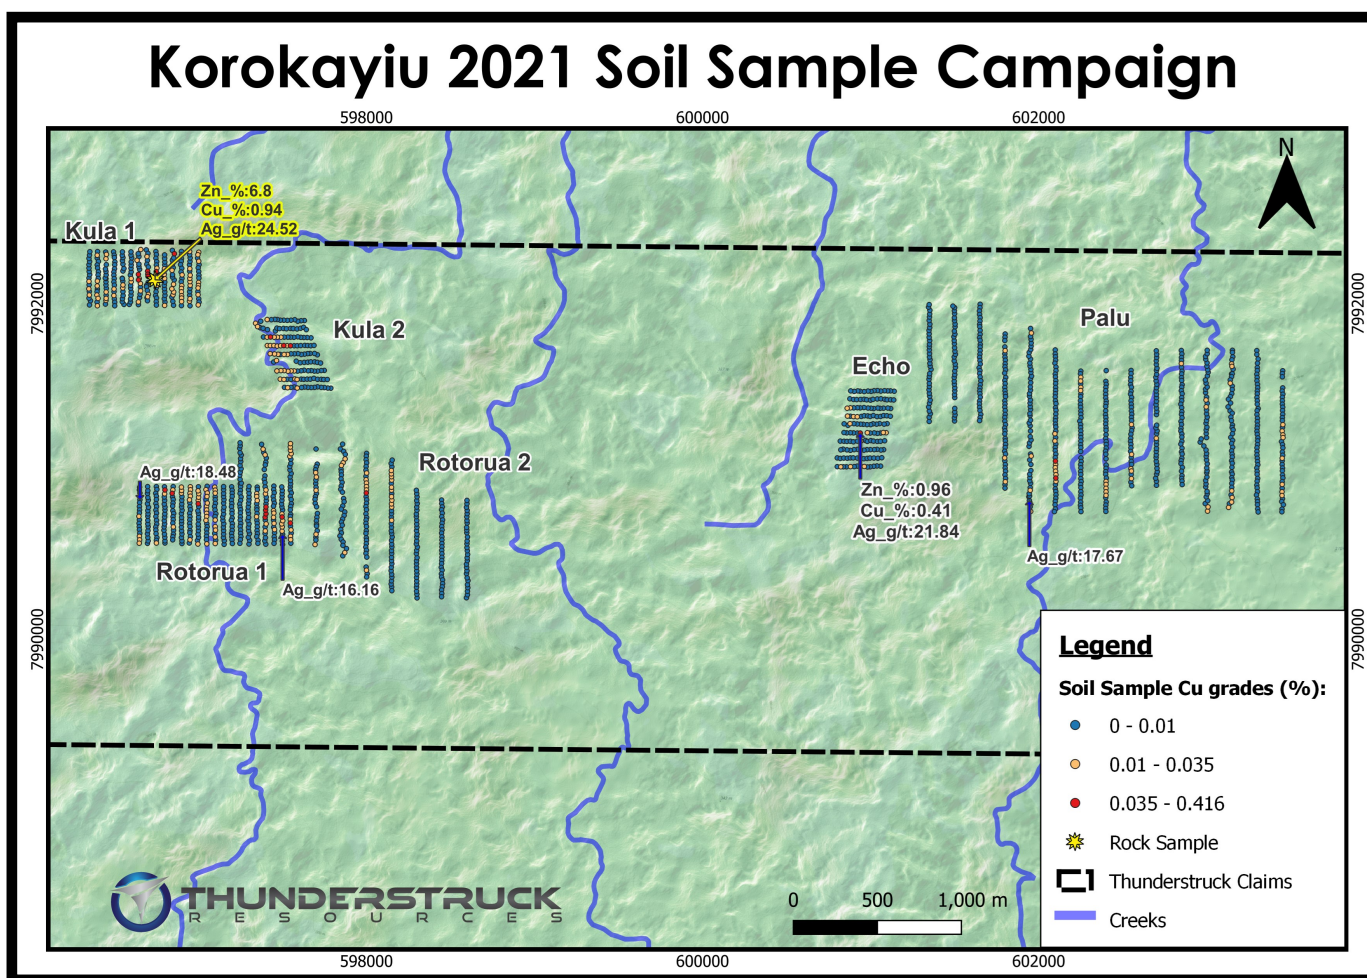 Korokayiu 2021 Soil Sample Campaign
598000
600000
602000
N
Zn_%:6.8
Cu_%:0.94
Ag_g/t:24.52
Kula 1
7992000
7992000
Kula 2
Palu
Echo
Rotorua 2
Ag_g/t:18.48
Zn_%:0.96
Cu_%:0.41
Ag_g/t:21.84
Ag_g/t:17.67
Rotorua 1
Ag_g/t:16.16
7990000
7990000
Legend
Soil Sample Cu grades (%):
0 - 0.01
0.01 - 0.035
0.035 - 0.416
Rock Sample
Thunderstruck Claims
Creeks
THUNDERSTRUCK
RESOURCES
0 500 1,000 m
598000
600000
602000